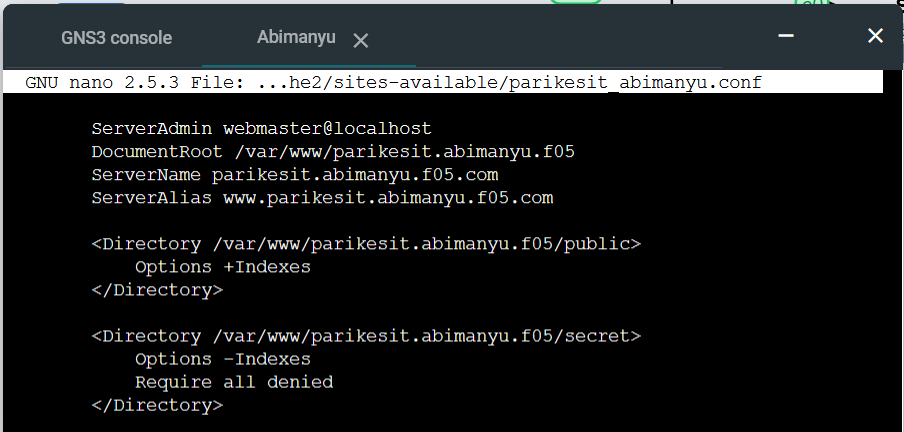 GNS3 console
Abimanyu
GNU nano 2.5.3 File: ...he2/sites-available/parikesit_abimanyu.conf
ServerAdmin webmaster@localhost
DocumentRoot /var/www/parikesit.abimanyu.f05
ServerName parikesit.abimanyu.f05.com
ServerAlias www.parikesit.abimanyu.f05.com
<Directory /var/www/parikesit.abimanyu.f05/public>
Options +Indexes
</Directory>
<Directory /var/www/parikesit.abimanyu.f05/secret>
Options -Indexes
Require all denied
</Directory>